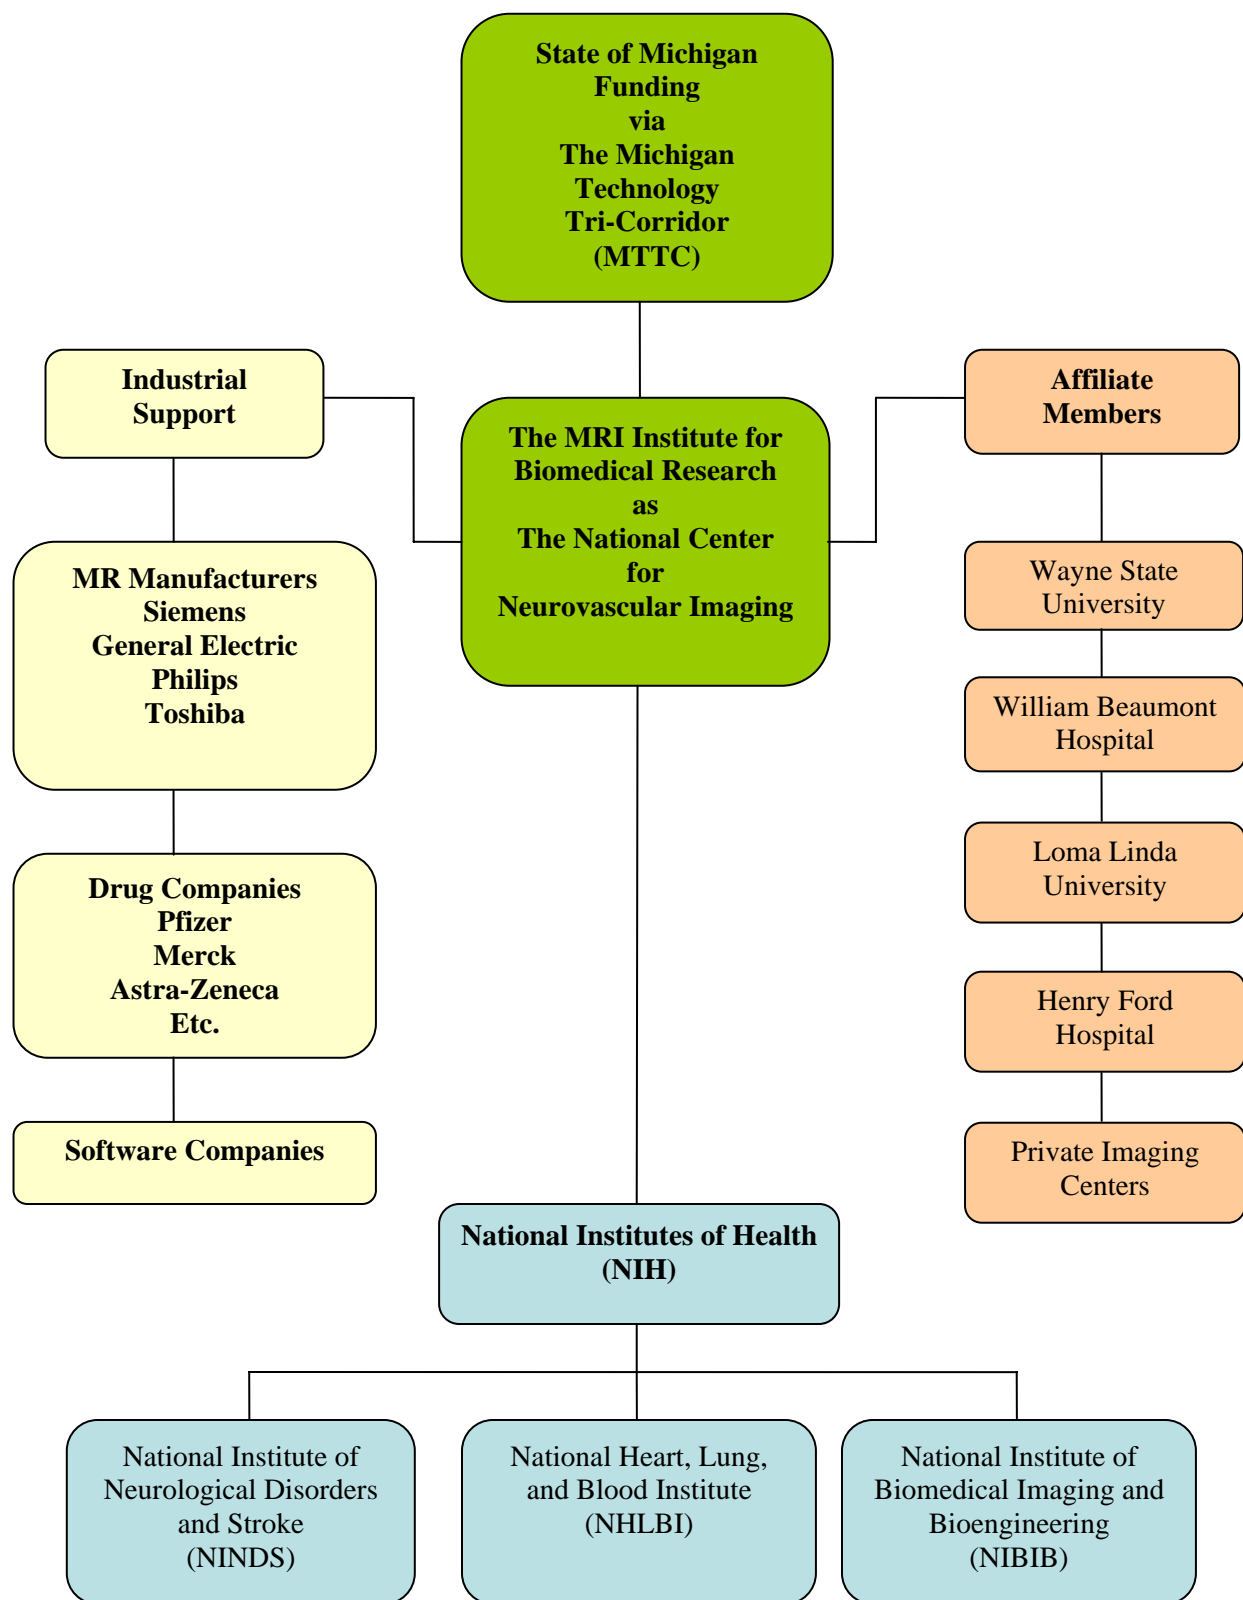 State of Michigan
Funding
via
The Michigan
Technology
Tri-Corridor
(MTTC)
Industrial
Support
The MRI Institute for
Biomedical Research
as
The National Center
for
Neurovascular Imaging
Affiliate
Members
MR Manufacturers
Siemens
General Electric
Philips
Toshiba
Drug Companies
Pfizer
Merck
Astra-Zeneca
Etc.
Software Companies
Wayne State
University
William Beaumont
Hospital
Loma Linda
University
Henry Ford
Hospital
Private Imaging
Centers
National Institutes of Health
(NIH)
National Institute of
Neurological Disorders
and Stroke
(NINDS)
National Heart, Lung,
and Blood Institute
(NHLBI)
National Institute of
Biomedical Imaging and
Bioengineering
(NIBIB)